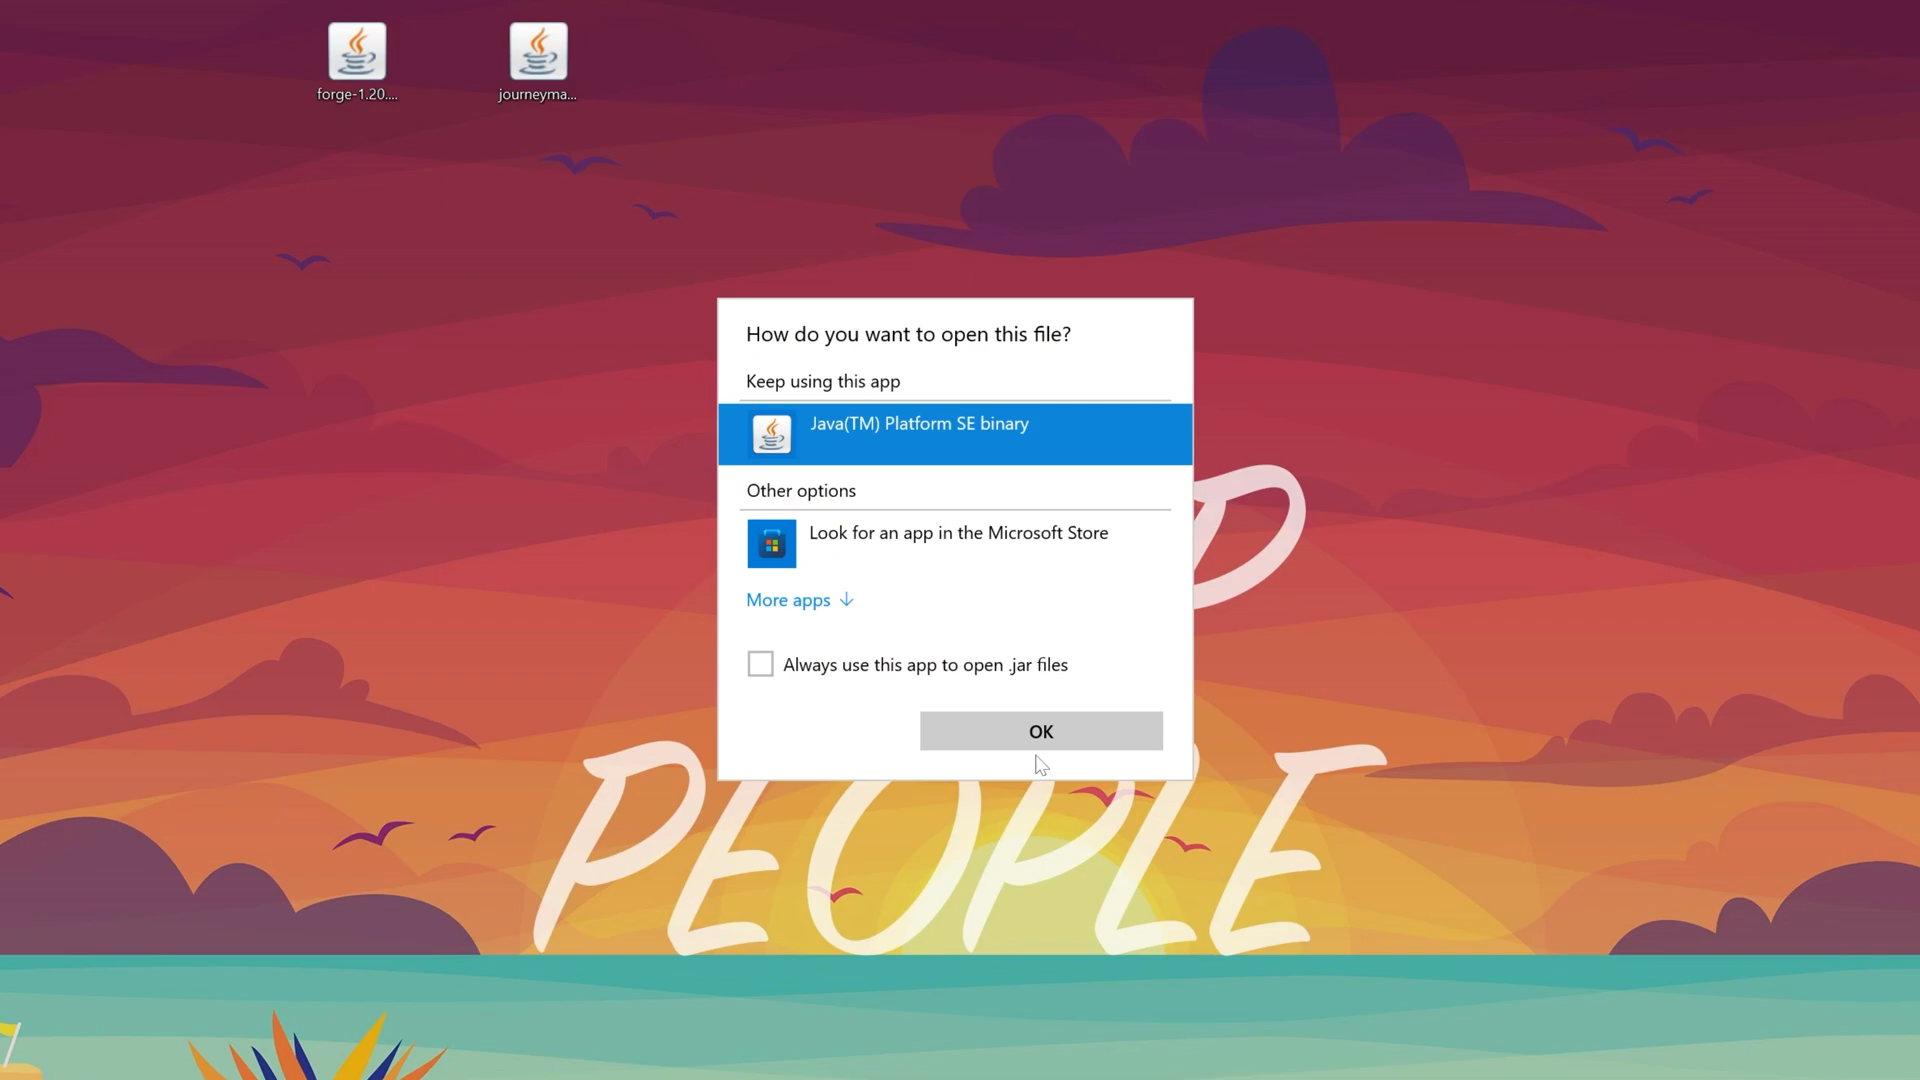 forge-1.20....
journeyma...
How do you want to open this file?
Keep using this app
Java(TM) Platform SE binary
Other options
Look for an app in the Microsoft Store
More apps
Always use this app to open .jar files
OK
D
PEOPLE